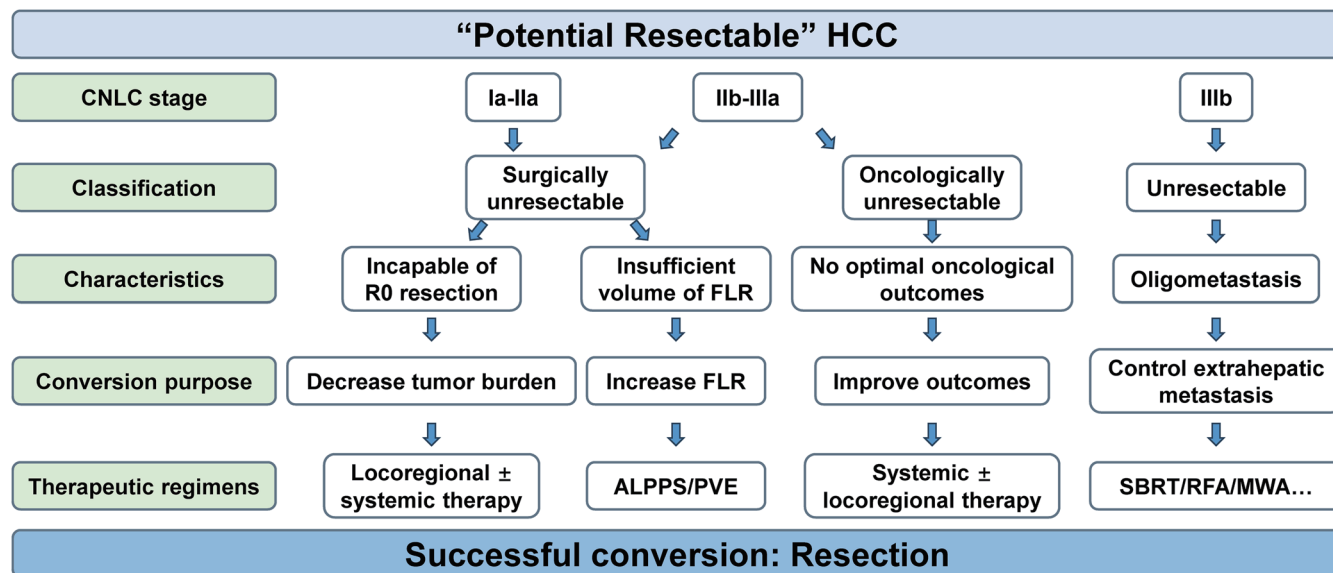 “Potential Resectable” HCC
CNLC stage
Ia-IIa
IIb-IIIa
IIIb
Classification
Surgically
unresectable
Oncologically
unresectable
Unresectable
Characteristics
Incapable of
R0 resection
Insufficient
volume of FLR
No optimal oncological
outcomes
Oligometastasis
Conversion purpose
Decrease tumor burden
Increase FLR
Improve outcomes
Control extrahepatic
metastasis
Therapeutic regimens
Locoregional ±
systemic therapy
ALPPS/PVE
Systemic ±
locoregional therapy
SBRT/RFA/MWA…
Successful conversion: Resection